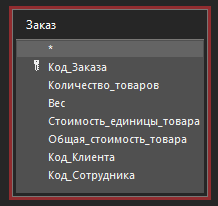 Заказ
*
Код_Заказа
Количество_товаров
Вес
Стоимость_единицы_товара
Общая_стоимость_товара
Код_Клиента
Код_Сотрудника